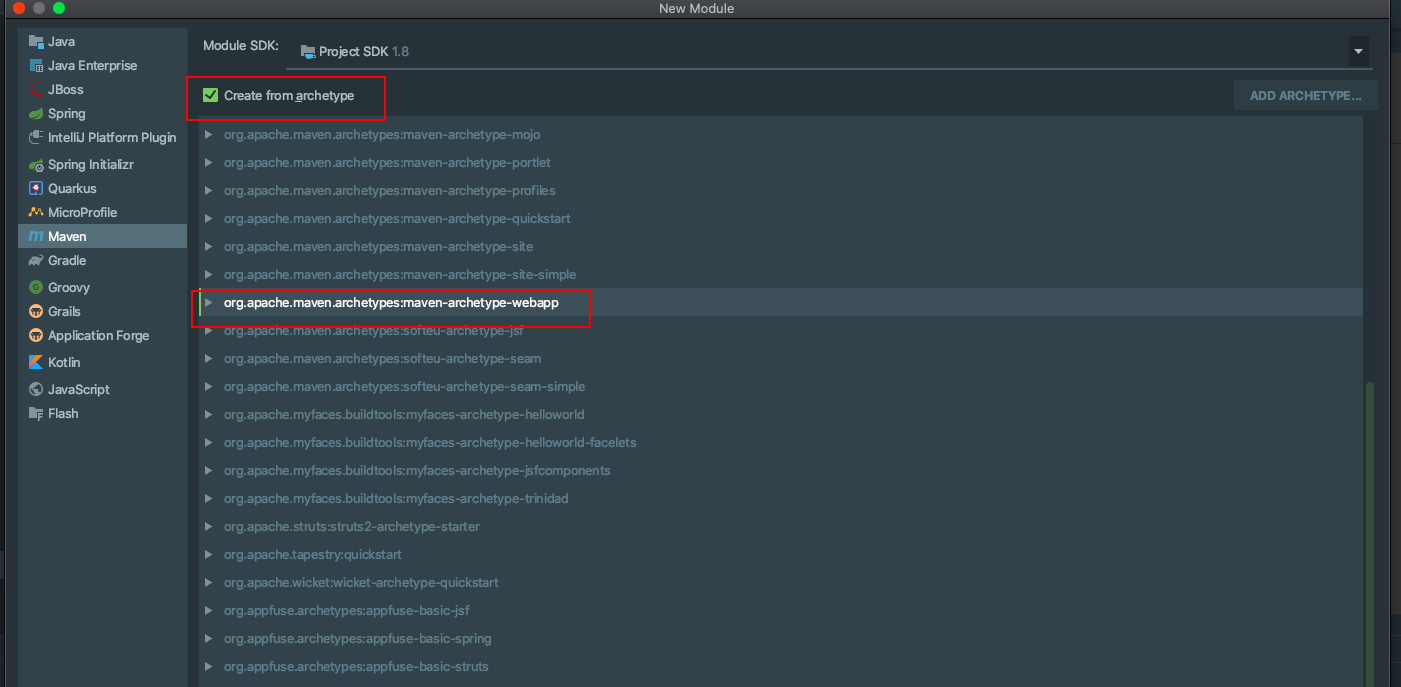 New Module
Java
Java Enterprise
JBoss
Spring
IntelliJ Platform Plugin
Spring Initializr
Quarkus
MicroProfile
Maven
Gradle
Groovy
Grails
Application Forge
Kotlin
JavaScript
Flash
Module SDK: Project SDK 1.8
Create from archetype ADD ARCHETYPE...
org.apache.maven.archetypes:maven-archetype-mojo
org.apache.maven.archetypes:maven-archetype-portlet
org.apache.maven.archetypes:maven-archetype-profiles
org.apache.maven.archetypes:maven-archetype-quickstart
org.apache.maven.archetypes:maven-archetype-site
org.apache.maven.archetypes:maven-archetype-site-simple
org.apache.maven.archetypes:maven-archetype-webapp
org.apache.maven.archetypes:softeu-archetype-jsf
org.apache.maven.archetypes:softeu-archetype-seam
org.apache.maven.archetypes:softeu-archetype-seam-simple
org.apache.myfaces.buildtools:myfaces-archetype-helloworld
org.apache.myfaces.buildtools:myfaces-archetype-helloworld-facelets
org.apache.myfaces.buildtools:myfaces-archetype-jsfcomponents
org.apache.myfaces.buildtools:myfaces-archetype-trinidad
org.apache.struts:struts2-archetype-starter
org.apache.tapestry:quickstart
org.apache.wicket:wicket-archetype-quickstart
org.appfuse.archetypes:appfuse-basic-jsf
org.appfuse.archetypes:appfuse-basic-spring
org.appfuse.archetypes:appfuse-basic-struts